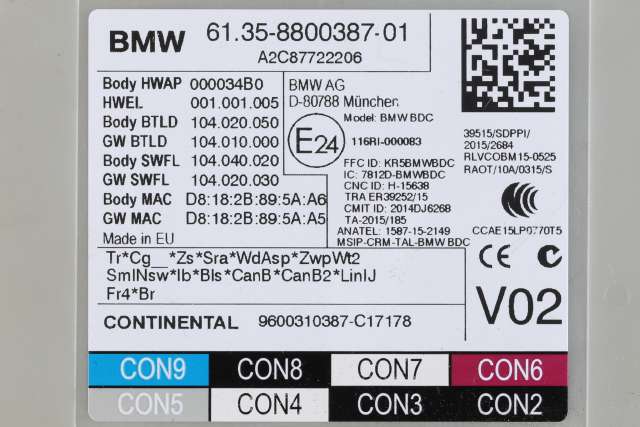 BMW 61.35-8800387-01
A2C87722206
Body HWAP 000034B0
HWEL 001.001.005
Body BTLD 104.020.050
GW BTLD 104.010.000
Body SWFL 104.040.020
GW SWFL 104.020.030
Body MAC D8:18:2B:89:5A:A6
GW MAC D8:18:2B:89:5A:A5
Made in EU
BMW AG
D-80788 München
Model: BMW BDC
E24
116RI-000083
FFC ID: KR5BMWBDC
IC: 7812D-BMWBDC
CNC ID: H-15638
TRA ER39252/15
CMIT ID: 2014DJ6268
TA-2015/185
ANATEL: 1587-15-2149
MSIP-CRM-TAL-BMW BDC
39515/SDPPI/
2015/2684
RLVCOBM15-0525
RAOT/10A/0315/S
CCAE15LP0770T5
CE
Tr*Cg__*Zs*Sra*WdAsp*ZwpWt2
SmlNsw*Ib*Bls*CanB*CanB2*LinIJ
Fr4*Br
V02
CONTINENTAL 9600310387-C17178
CON9 CON8 CON7 CON6
CON5 CON4 CON3 CON2